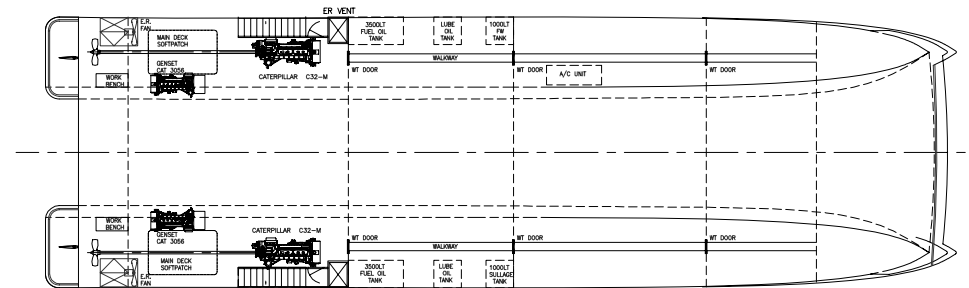 ER VENT
E.R.
FAN
MAIN DECK
SOFTPATCH
3500LT
FUEL OIL
TANK
LUBE
OIL
TANK
1000LT
FW
TANK
GENSET
CAT 3056
WALKWAY
WORK
BENCH
CATERPILLAR C32-M
WT DOOR
WT DOOR
A/C UNIT
WT DOOR
WORK
BENCH
GENSET
CAT 3056
CATERPILLAR C32-M
WT DOOR
WT DOOR
WT DOOR
WALKWAY
MAIN DECK
SOFTPATCH
E.R.
FAN
3500LT
FUEL OIL
TANK
LUBE
OIL
TANK
1000LT
SULLAGE
TANK